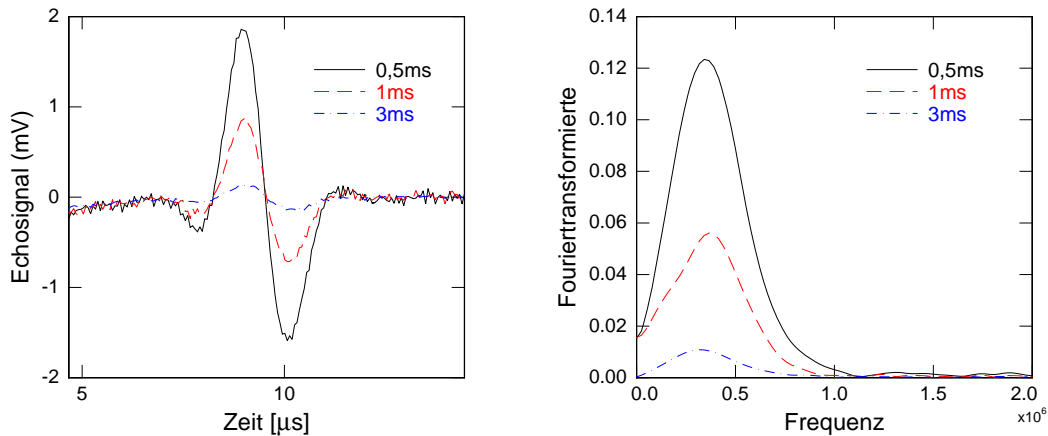 2
1
0
-1
-2
Echosignal (mV)
0,5ms
1ms
3ms
5
10
Zeit [μs]
0.14
0.12
0.10
0.08
0.06
0.04
0.02
0.00
Fouriertransformierte
0,5ms
1ms
3ms
0.0
0.5
1.0
1.5
2.0
x10⁶
Frequenz